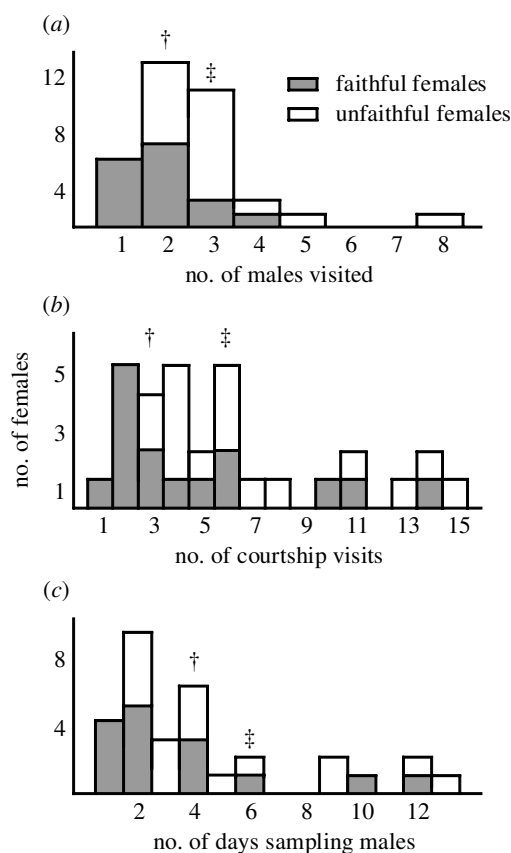 (a)
†
‡
12
8
4
faithful females
unfaithful females
1 2 3 4 5 6 7 8
no. of males visited
(b)
†
‡
no. of females
5
3
1
1 3 5 7 9 11 13 15
no. of courtship visits
(c)
†
‡
8
4
2 4 6 8 10 12
no. of days sampling males